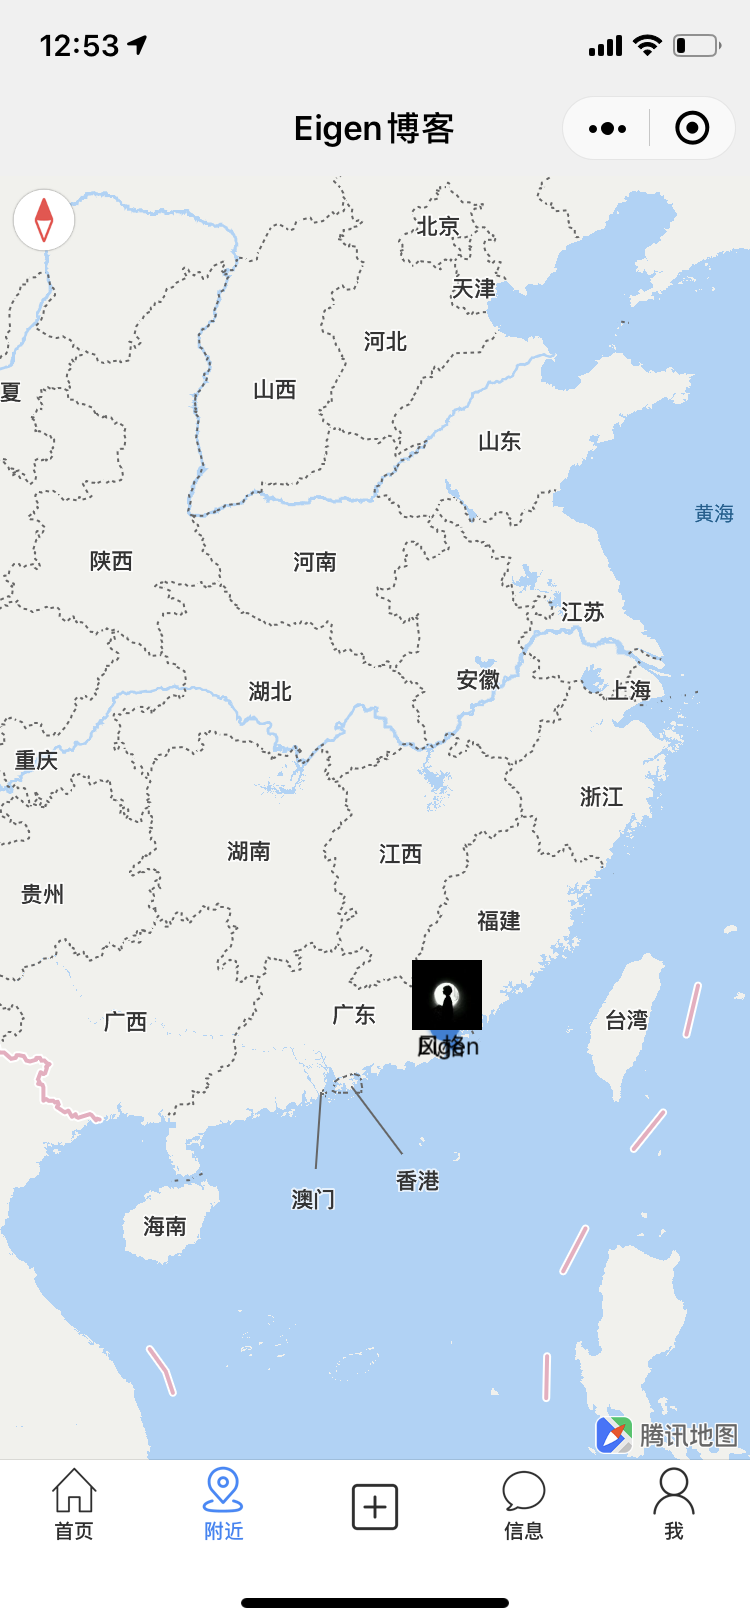 12:53
Eigen博客
北京
天津
河北
夏
山西
山东
黄海
陕西
河南
江苏
安徽
湖北
上海
重庆
浙江
湖南
江西
贵州
福建
广西
广东
台湾
风格
Eigen
香港
澳门
海南
腾讯地图
首页
附近
信息
我